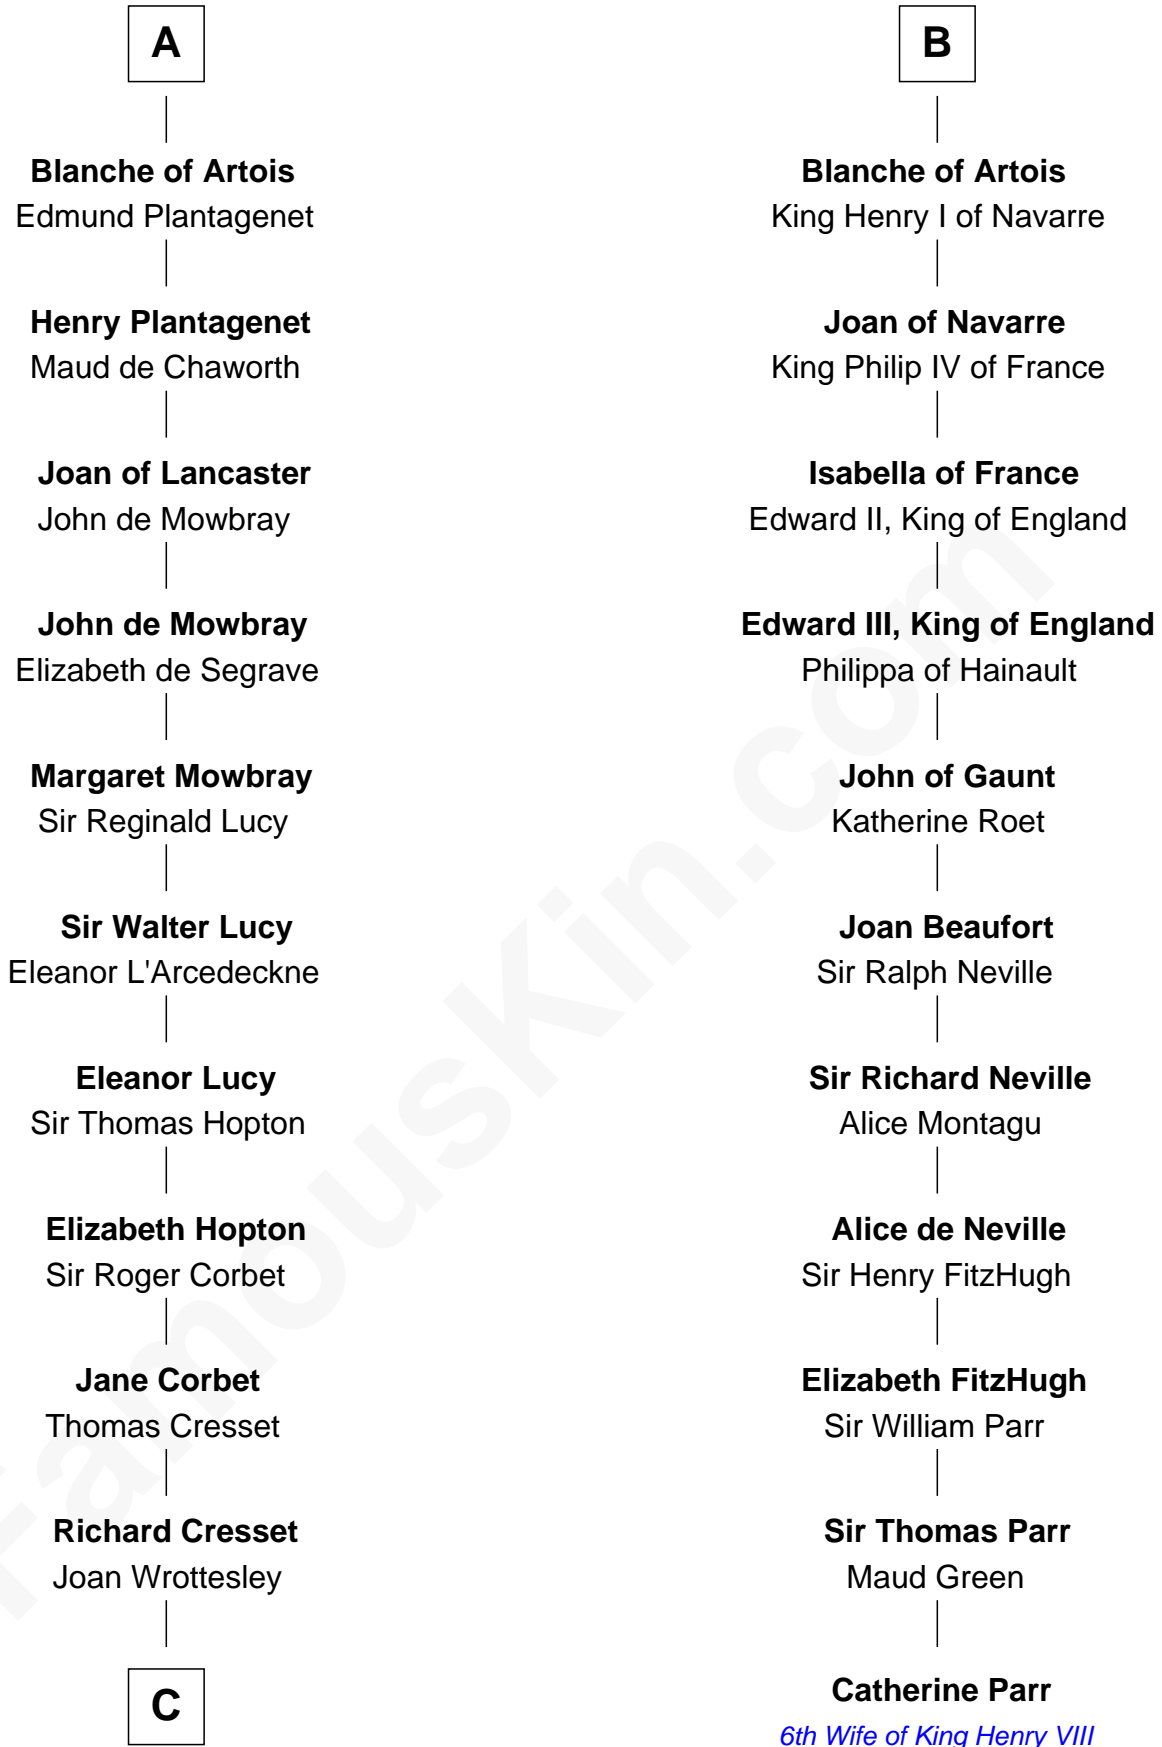 A
Blanche of Artois
Edmund Plantagenet
Henry Plantagenet
Maud de Chaworth
Joan of Lancaster
John de Mowbray
John de Mowbray
Elizabeth de Segrave
Margaret Mowbray
Sir Reginald Lucy
Sir Walter Lucy
Eleanor L'Arcedeckne
Eleanor Lucy
Sir Thomas Hopton
Elizabeth Hopton
Sir Roger Corbet
Jane Corbet
Thomas Cresset
Richard Cresset
Joan Wrottesley
C
B
Blanche of Artois
King Henry I of Navarre
Joan of Navarre
King Philip IV of France
Isabella of France
Edward II, King of England
Edward III, King of England
Philippa of Hainault
John of Gaunt
Katherine Roet
Joan Beaufort
Sir Ralph Neville
Sir Richard Neville
Alice Montagu
Alice de Neville
Sir Henry FitzHugh
Elizabeth FitzHugh
Sir William Parr
Sir Thomas Parr
Maud Green
Catherine Parr
6th Wife of King Henry VIII
FamousKin.com